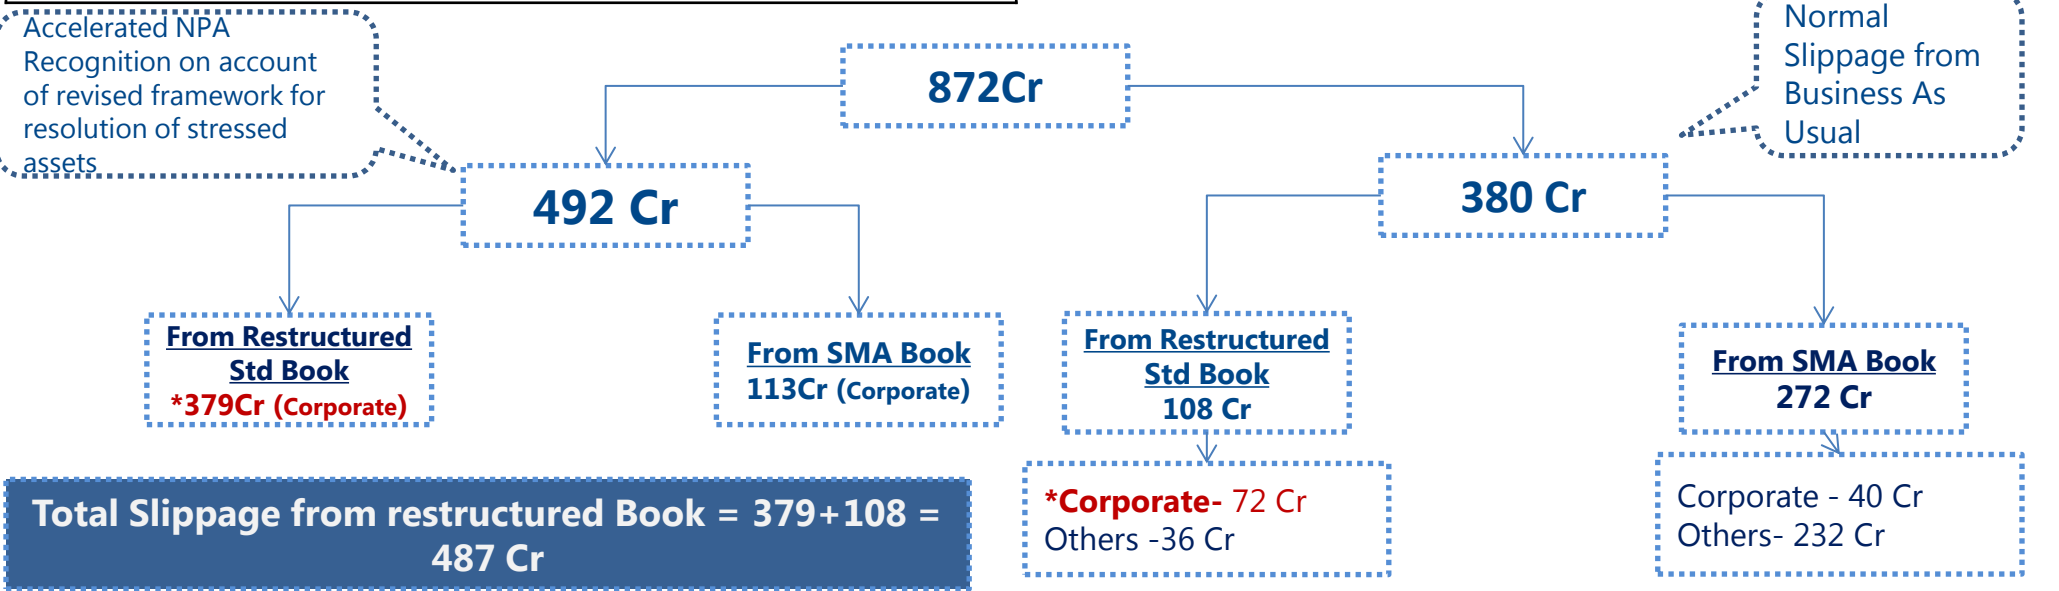 Accelerated NPA
Recognition on account
of revised framework for
resolution of stressed
assets
Normal
Slippage from
Business As
Usual
872Cr
492 Cr
380 Cr
From Restructured
Std Book
*379Cr (Corporate)
From SMA Book
113Cr (Corporate)
From Restructured
Std Book
108 Cr
From SMA Book
272 Cr
*Corporate- 72 Cr
Others -36 Cr
Corporate - 40 Cr
Others- 232 Cr
Total Slippage from restructured Book = 379+108 =
487 Cr